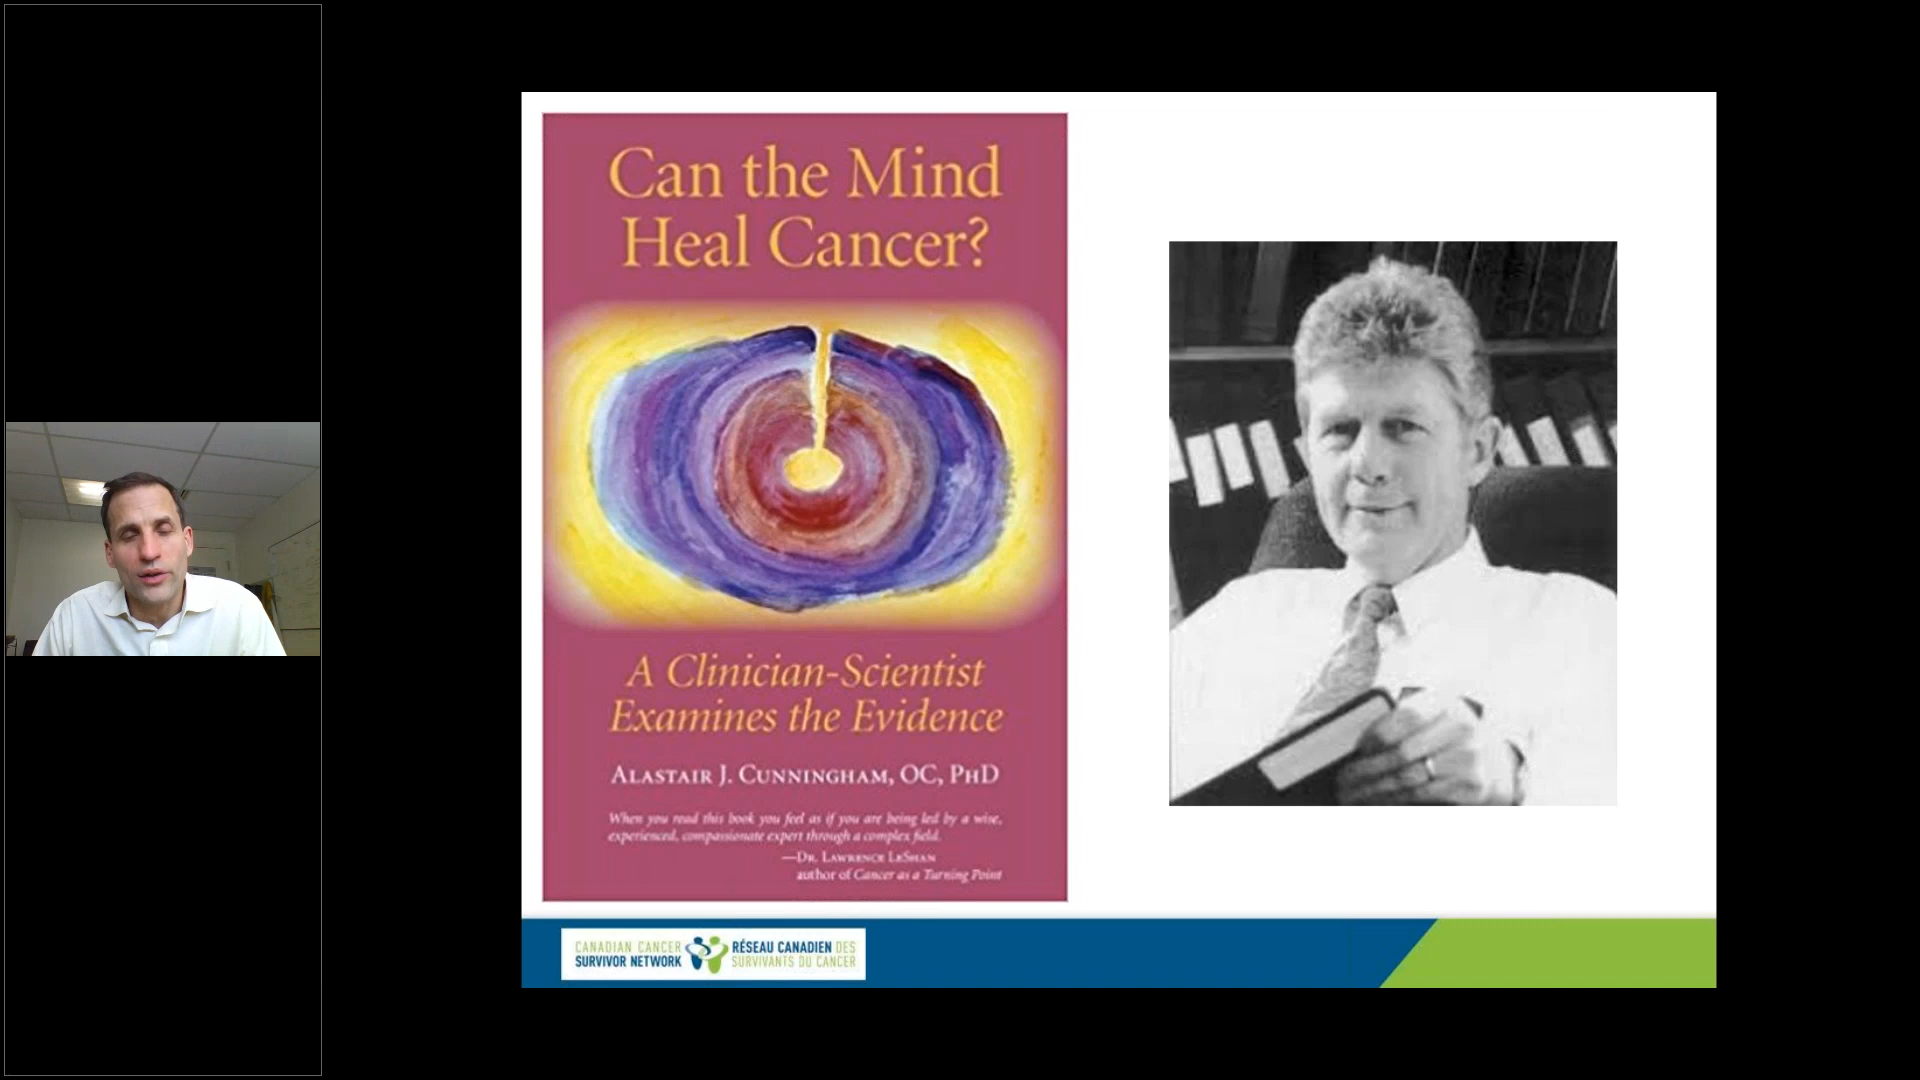 Can the Mind
Heal Cancer?
A Clinician-Scientist
Examines the Evidence
ALASTAIR J. CUNNINGHAM, OC, PHD
When you read this book you feel as if you are being led by a wise,
experienced, compassionate expert through a complex field.
—DR. LAWRENCE LESHAN
author of Cancer as a Turning Point
CANADIAN CANCER
SURVIVOR NETWORK
RÉSEAU CANADIEN DES
SURVIVANTS DU CANCER